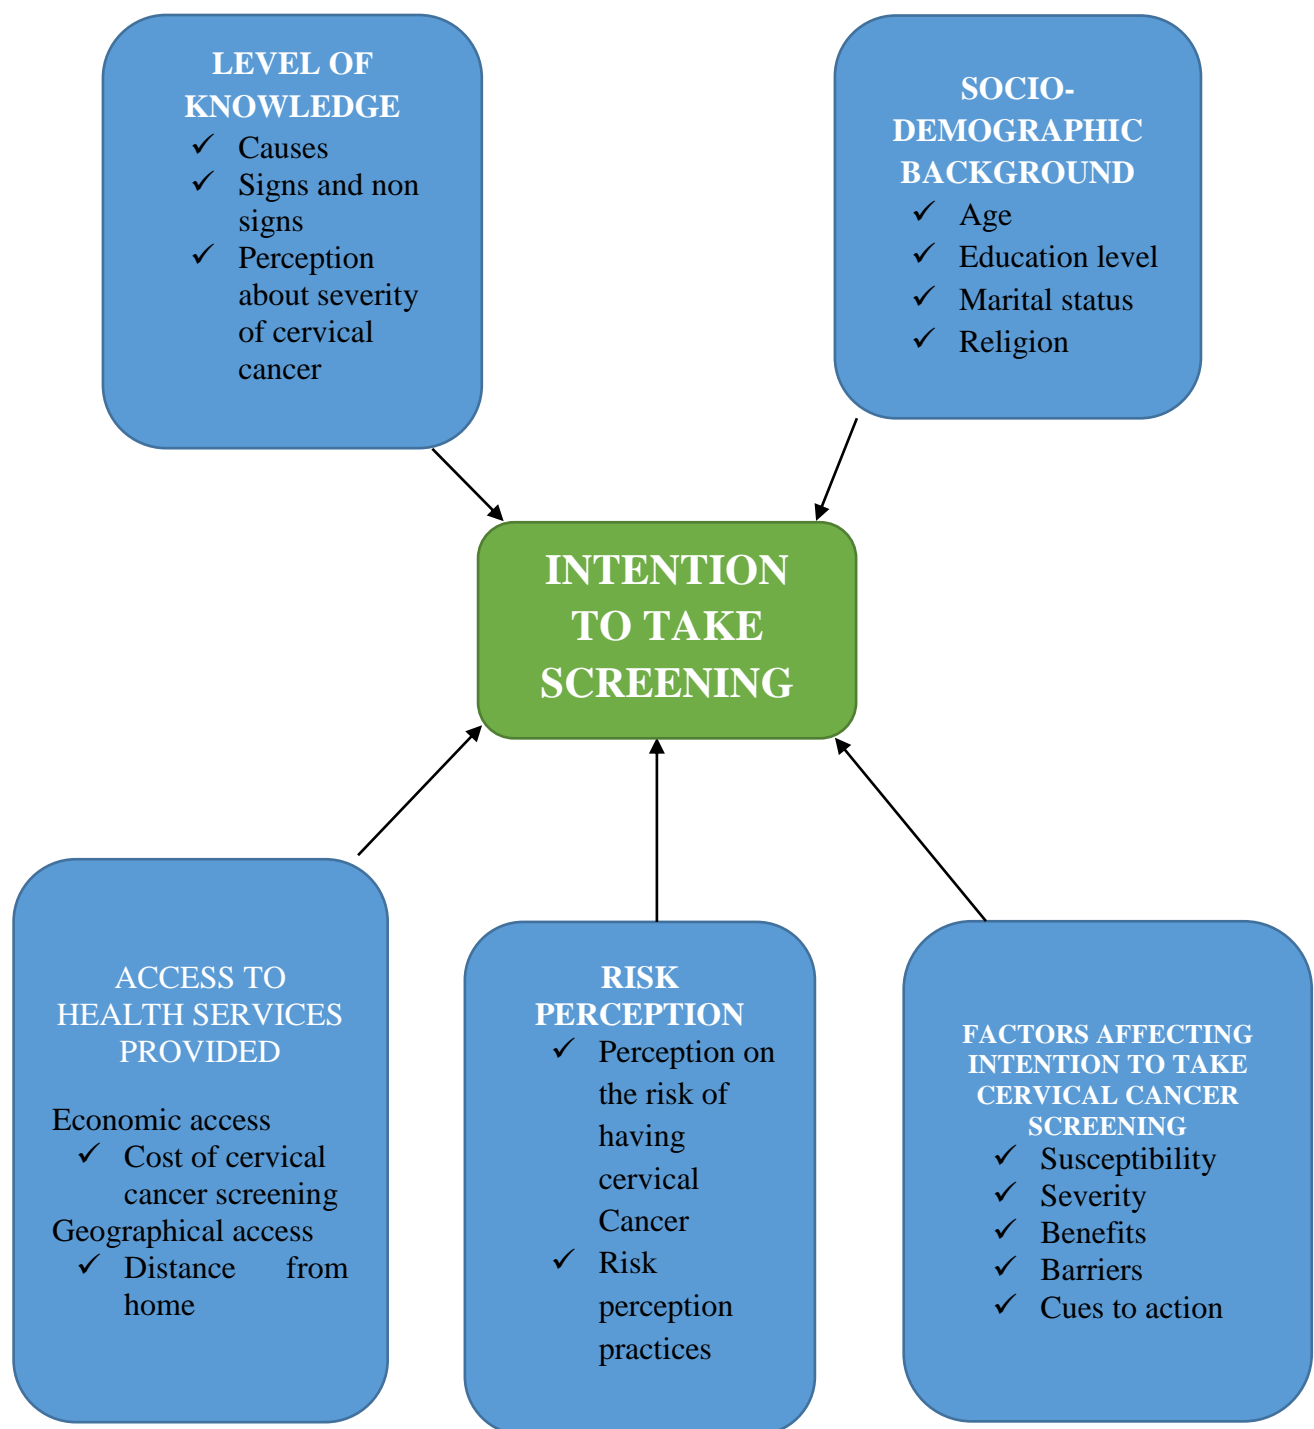 LEVEL OF
KNOWLEDGE
✓ Causes
✓ Signs and non
signs
✓ Perception
about severity
of cervical
cancer
SOCIO-
DEMOGRAPHIC
BACKGROUND
✓ Age
✓ Education level
✓ Marital status
✓ Religion
INTENTION
TO TAKE
SCREENING
ACCESS TO
HEALTH SERVICES
PROVIDED
Economic access
✓ Cost of cervical
cancer screening
Geographical access
✓ Distance from
home
RISK
PERCEPTION
✓ Perception on
the risk of
having
cervical
Cancer
✓ Risk
perception
practices
FACTORS AFFECTING
INTENTION TO TAKE
CERVICAL CANCER
SCREENING
✓ Susceptibility
✓ Severity
✓ Benefits
✓ Barriers
✓ Cues to action